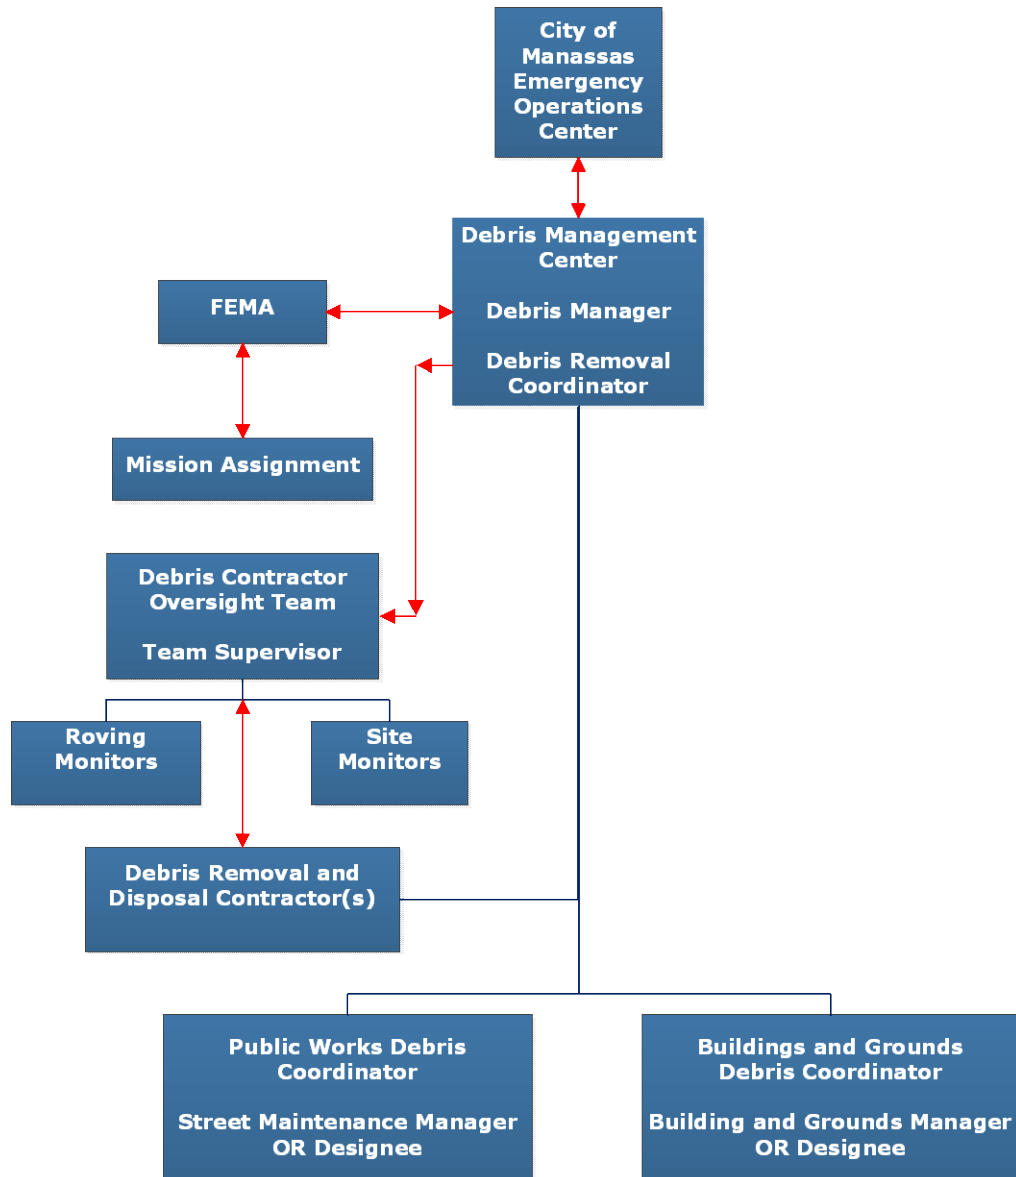 City of
Manassas
Emergency
Operations
Center
Debris Management
Center
Debris Manager
Debris Removal
Coordinator
FEMA
Mission Assignment
Debris Contractor
Oversight Team
Team Supervisor
Roving
Monitors
Site
Monitors
Debris Removal and
Disposal Contractor(s)
Public Works Debris
Coordinator
Street Maintenance Manager
OR Designee
Buildings and Grounds
Debris Coordinator
Building and Grounds Manager
OR Designee